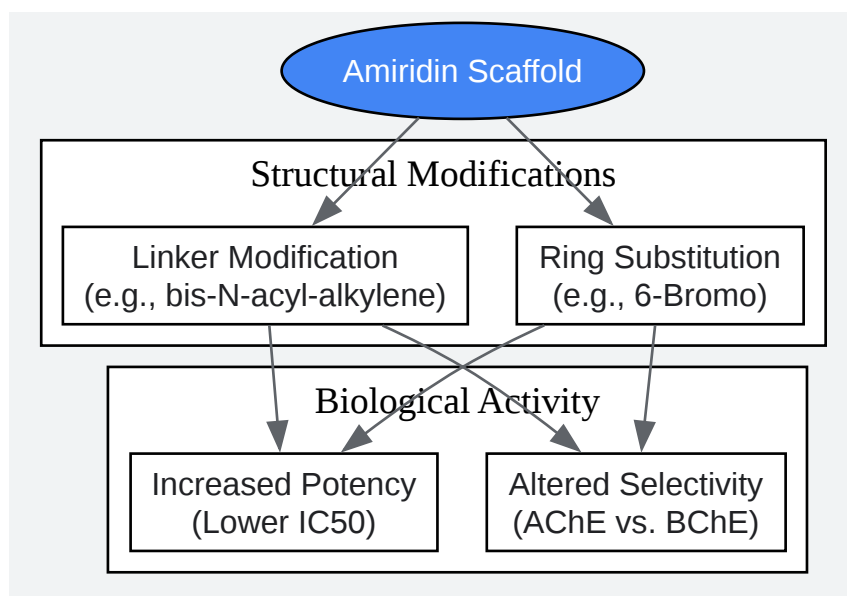 Amiridin Scaffold
Structural Modifications
Linker Modification
(e.g., bis-N-acyl-alkylene)
Ring Substitution
(e.g., 6-Bromo)
Biological Activity
Increased Potency
(Lower IC50)
Altered Selectivity
(AChE vs. BChE)